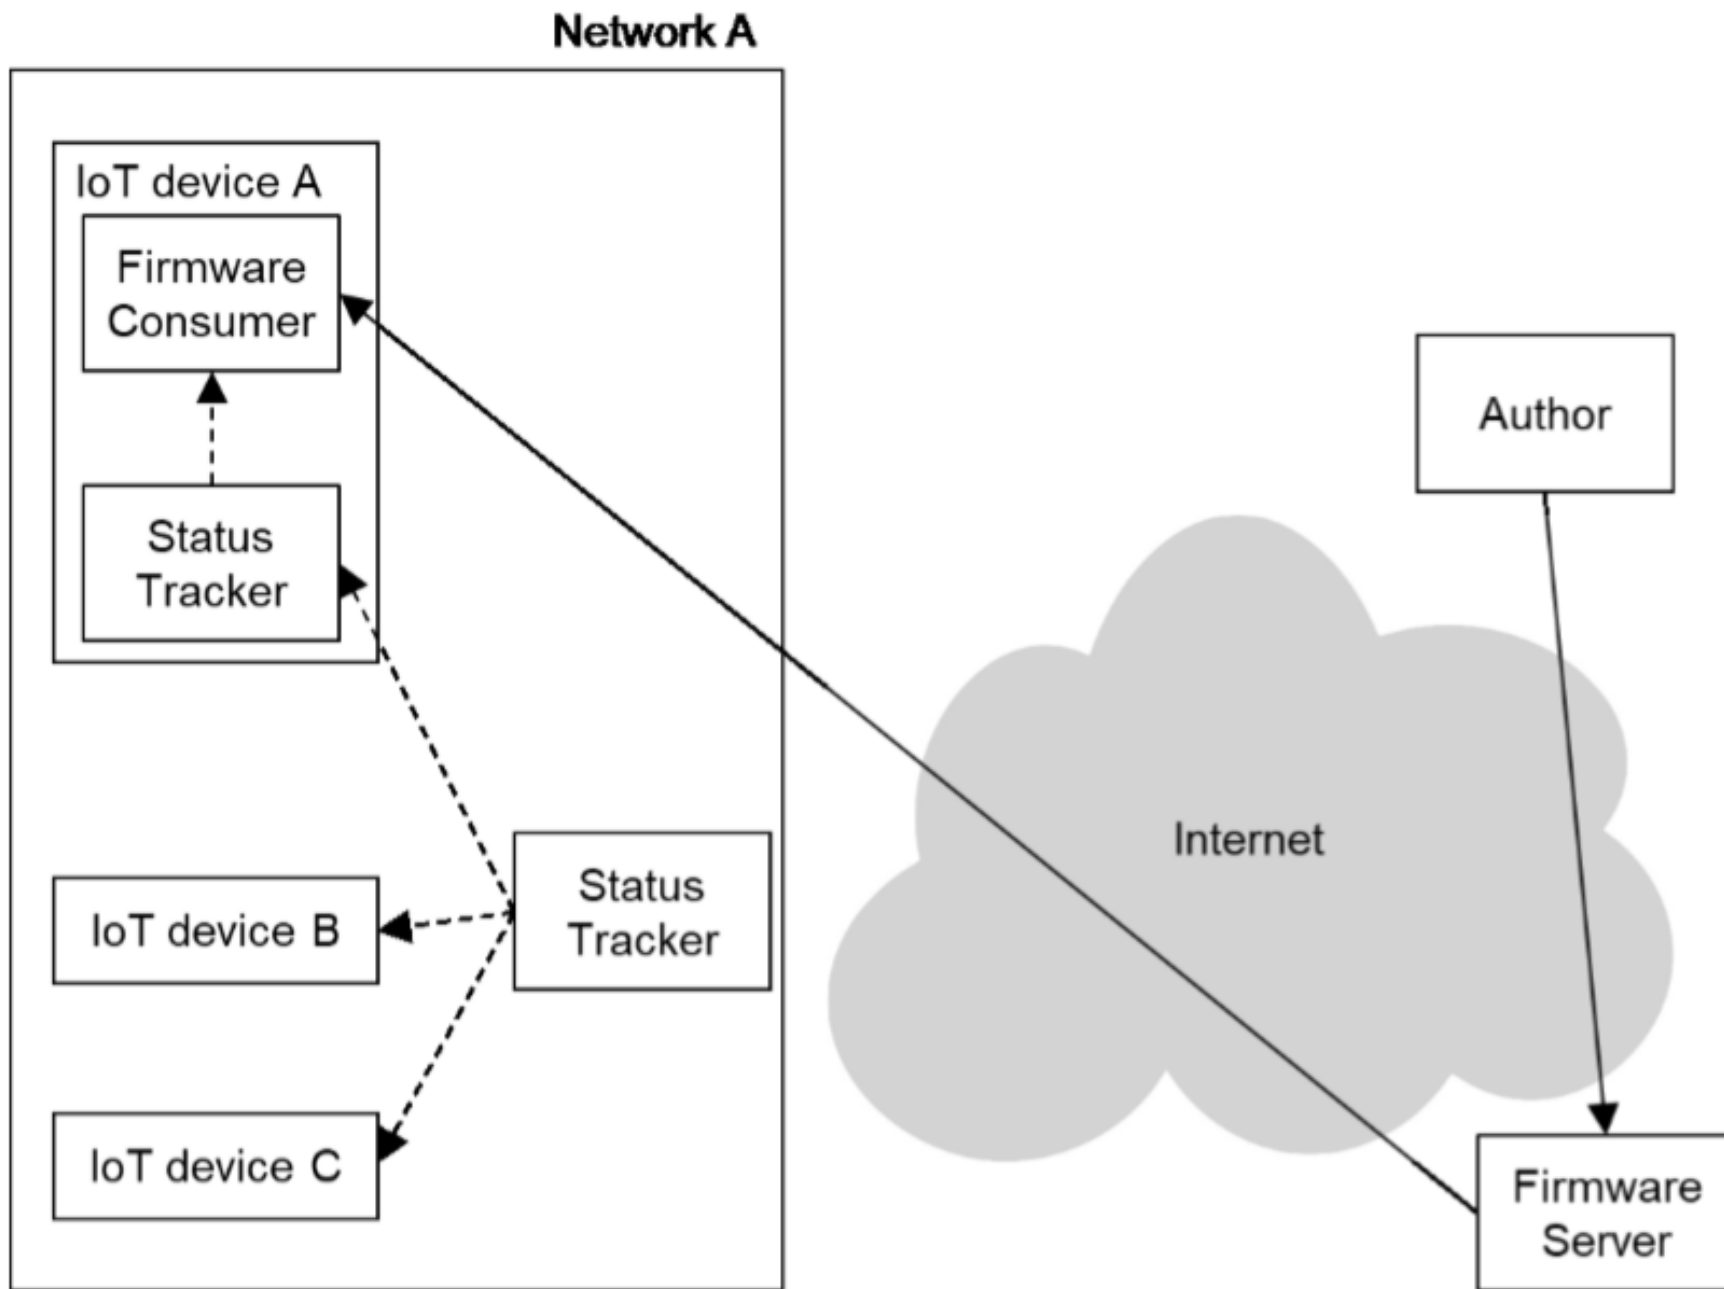 Network A
IoT device A
Firmware
Consumer
Status
Tracker
Author
Internet
Status
Tracker
IoT device B
IoT device C
Firmware
Server